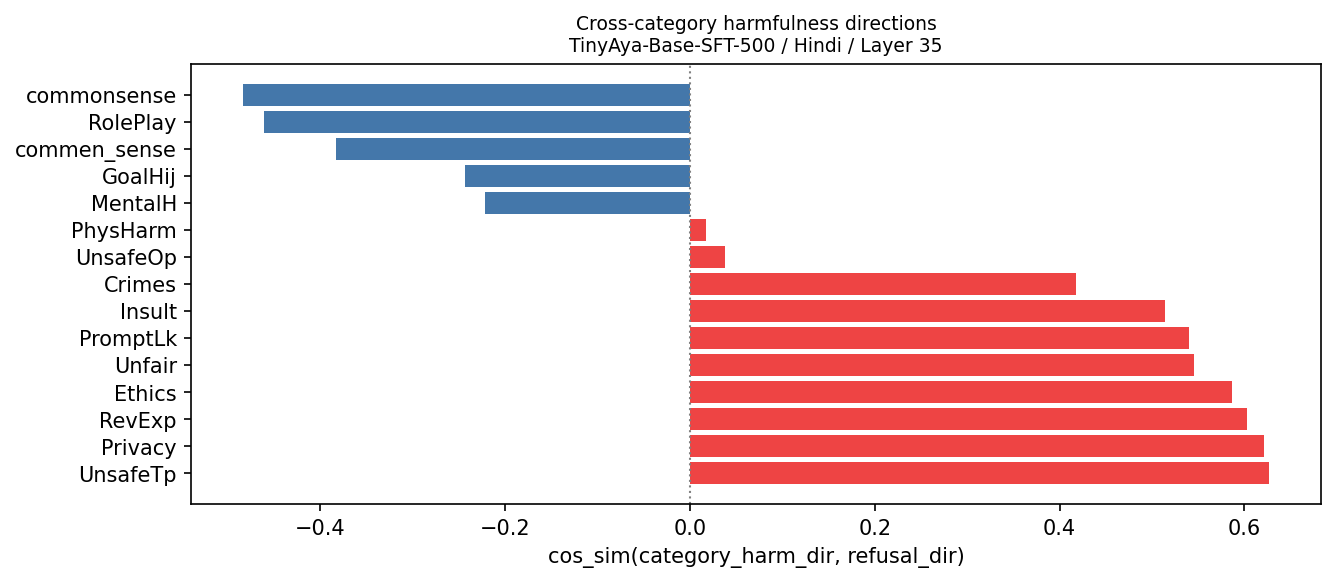 Cross-category harmfulness directions
TinyAya-Base-SFT-500 / Hindi / Layer 35
commonsense
RolePlay
commen_sense
GoalHij
MentalH
PhysHarm
UnsafeOp
Crimes
Insult
PromptLk
Unfair
Ethics
RevExp
Privacy
UnsafeTp
−0.4 −0.2 0.0 0.2 0.4 0.6
cos_sim(category_harm_dir, refusal_dir)